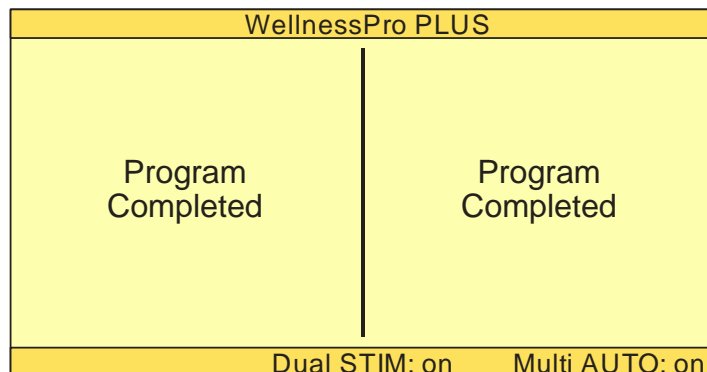 WellnessPro PLUS
Program
Completed
Program
Completed
Dual STIM: on Multi AUTO: on